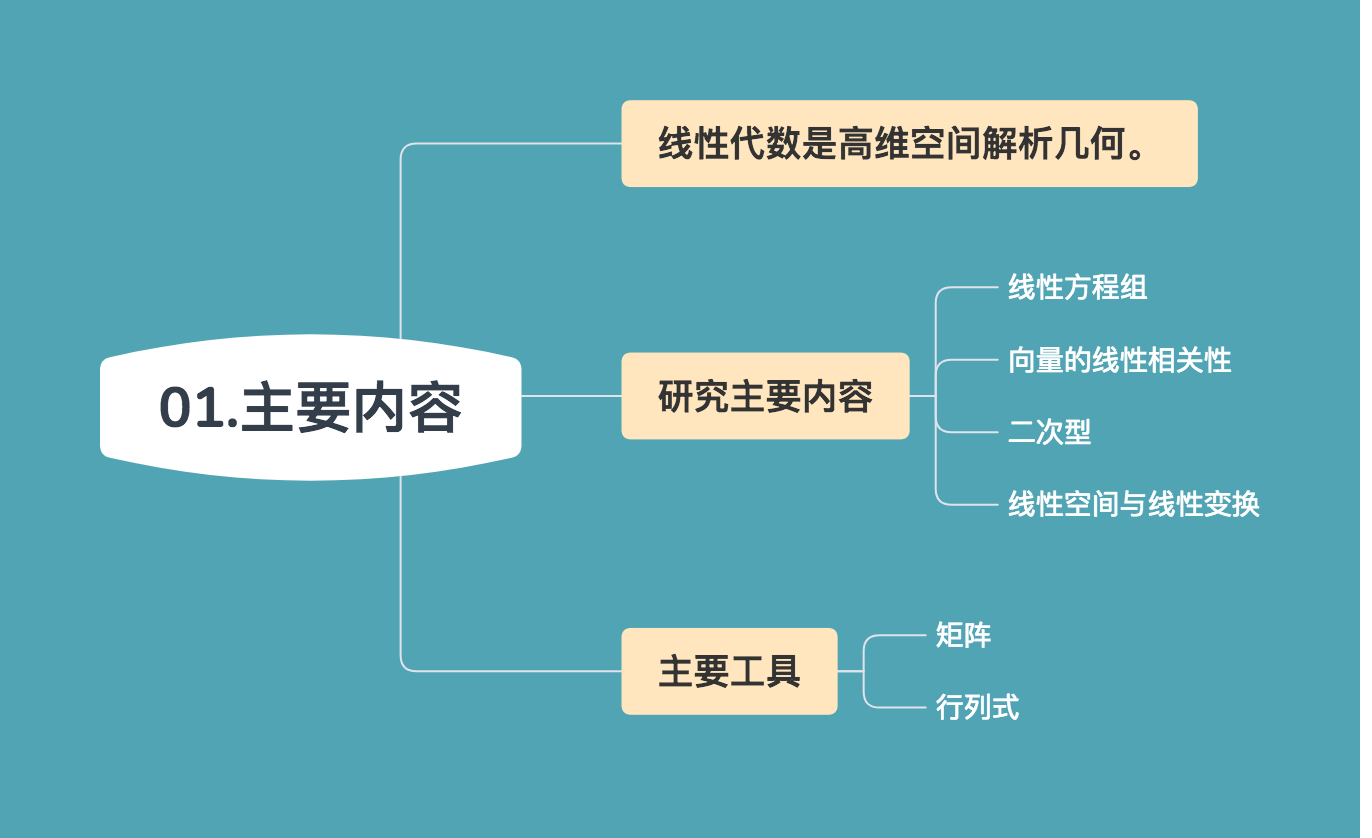 线性代数是高维空间解析几何。
线性方程组
向量的线性相关性
01.主要内容
研究主要内容
二次型
线性空间与线性变换
主要工具
矩阵
行列式